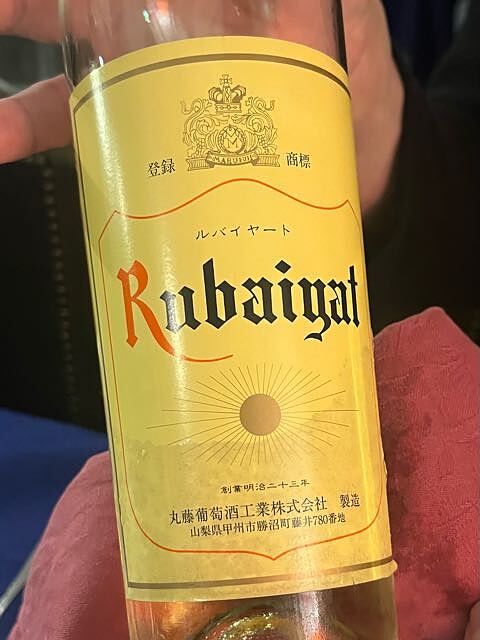 MARUFUJI
登録 商標
ルバイヤート
Rubaiyat
創業明治二十三年
丸藤葡萄酒工業株式会社 製造
山梨県甲州市勝沼町藤井780番地